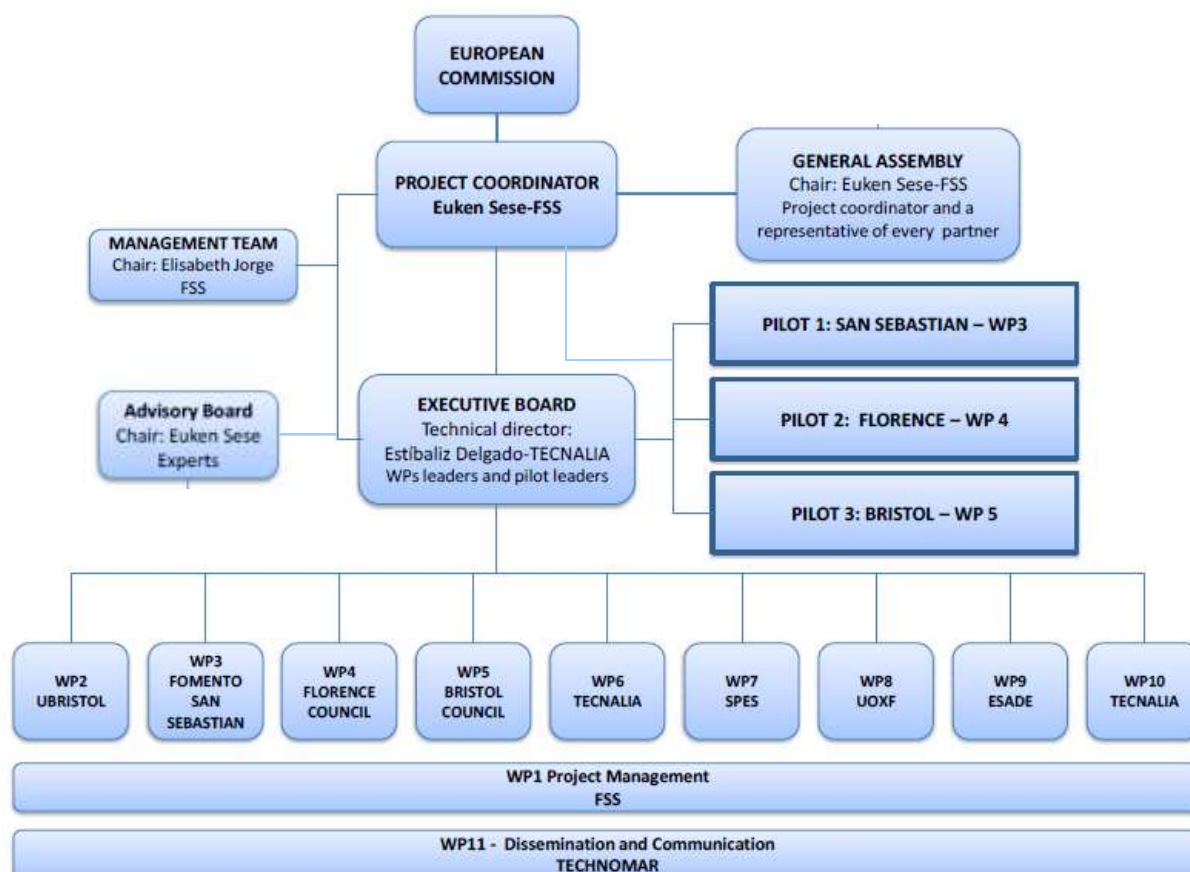 EUROPEAN
COMMISSION
PROJECT COORDINATOR
Euken Sese-FSS
GENERAL ASSEMBLY
Chair: Euken Sese-FSS
Project coordinator and a
representative of every partner
MANAGEMENT TEAM
Chair: Elisabeth Jorge
FSS
PILOT 1: SAN SEBASTIAN – WP3
Advisory Board
Chair: Euken Sese
Experts
EXECUTIVE BOARD
Technical director:
Estíbaliz Delgado-TECNALIA
WPs leaders and pilot leaders
PILOT 2: FLORENCE – WP 4
PILOT 3: BRISTOL – WP 5
WP2
UBRISTOL
WP3
FOMENTO
SAN
SEBASTIAN
WP4
FLORENCE
COUNCIL
WP5
BRISTOL
COUNCIL
WP6
TECNALIA
WP7
SPES
WP8
UOXF
WP9
ESADE
WP10
TECNALIA
WP1 Project Management
FSS
WP11 - Dissemination and Communication
TECHNOMAR